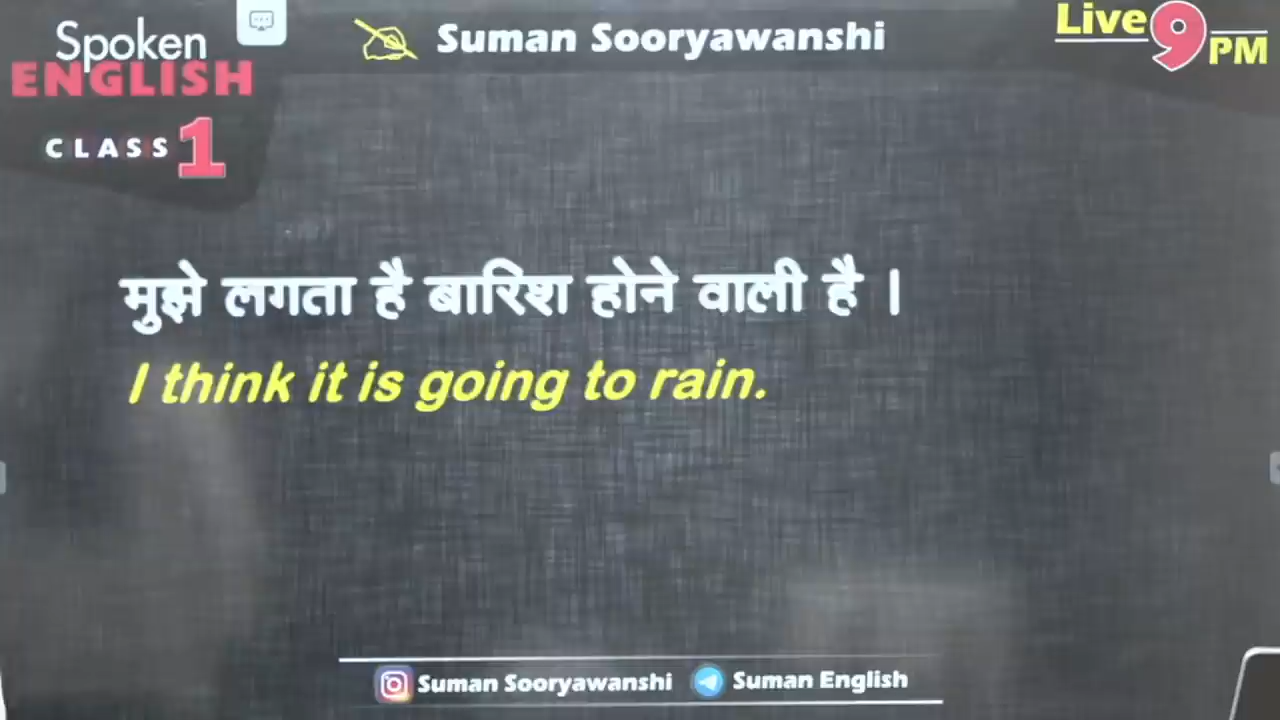 Spoken
ENGLISH
CLASS 1
Suman Sooryawanshi
Live 9 PM
मुझे लगता है बारिश होने वाली है ।
I think it is going to rain.
Suman Sooryawanshi
Suman English